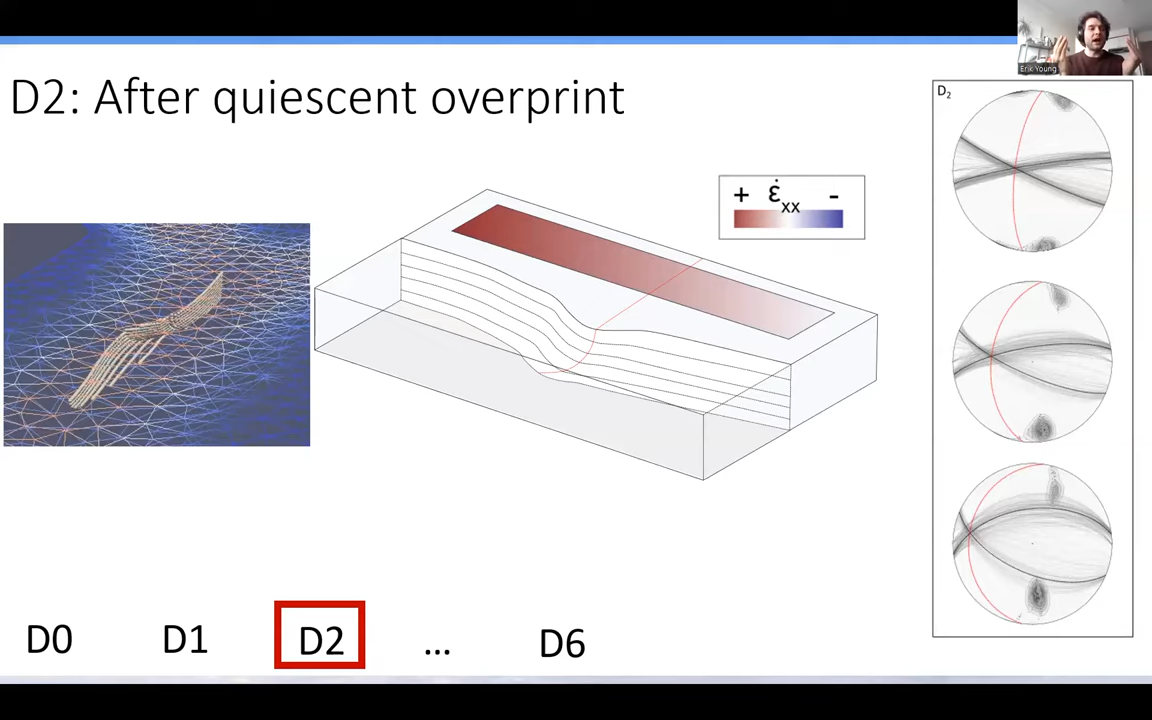 Erik Young
D2: After quiescent overprint
+ ε̇xx -
D2
D0 D1 D2 ... D6